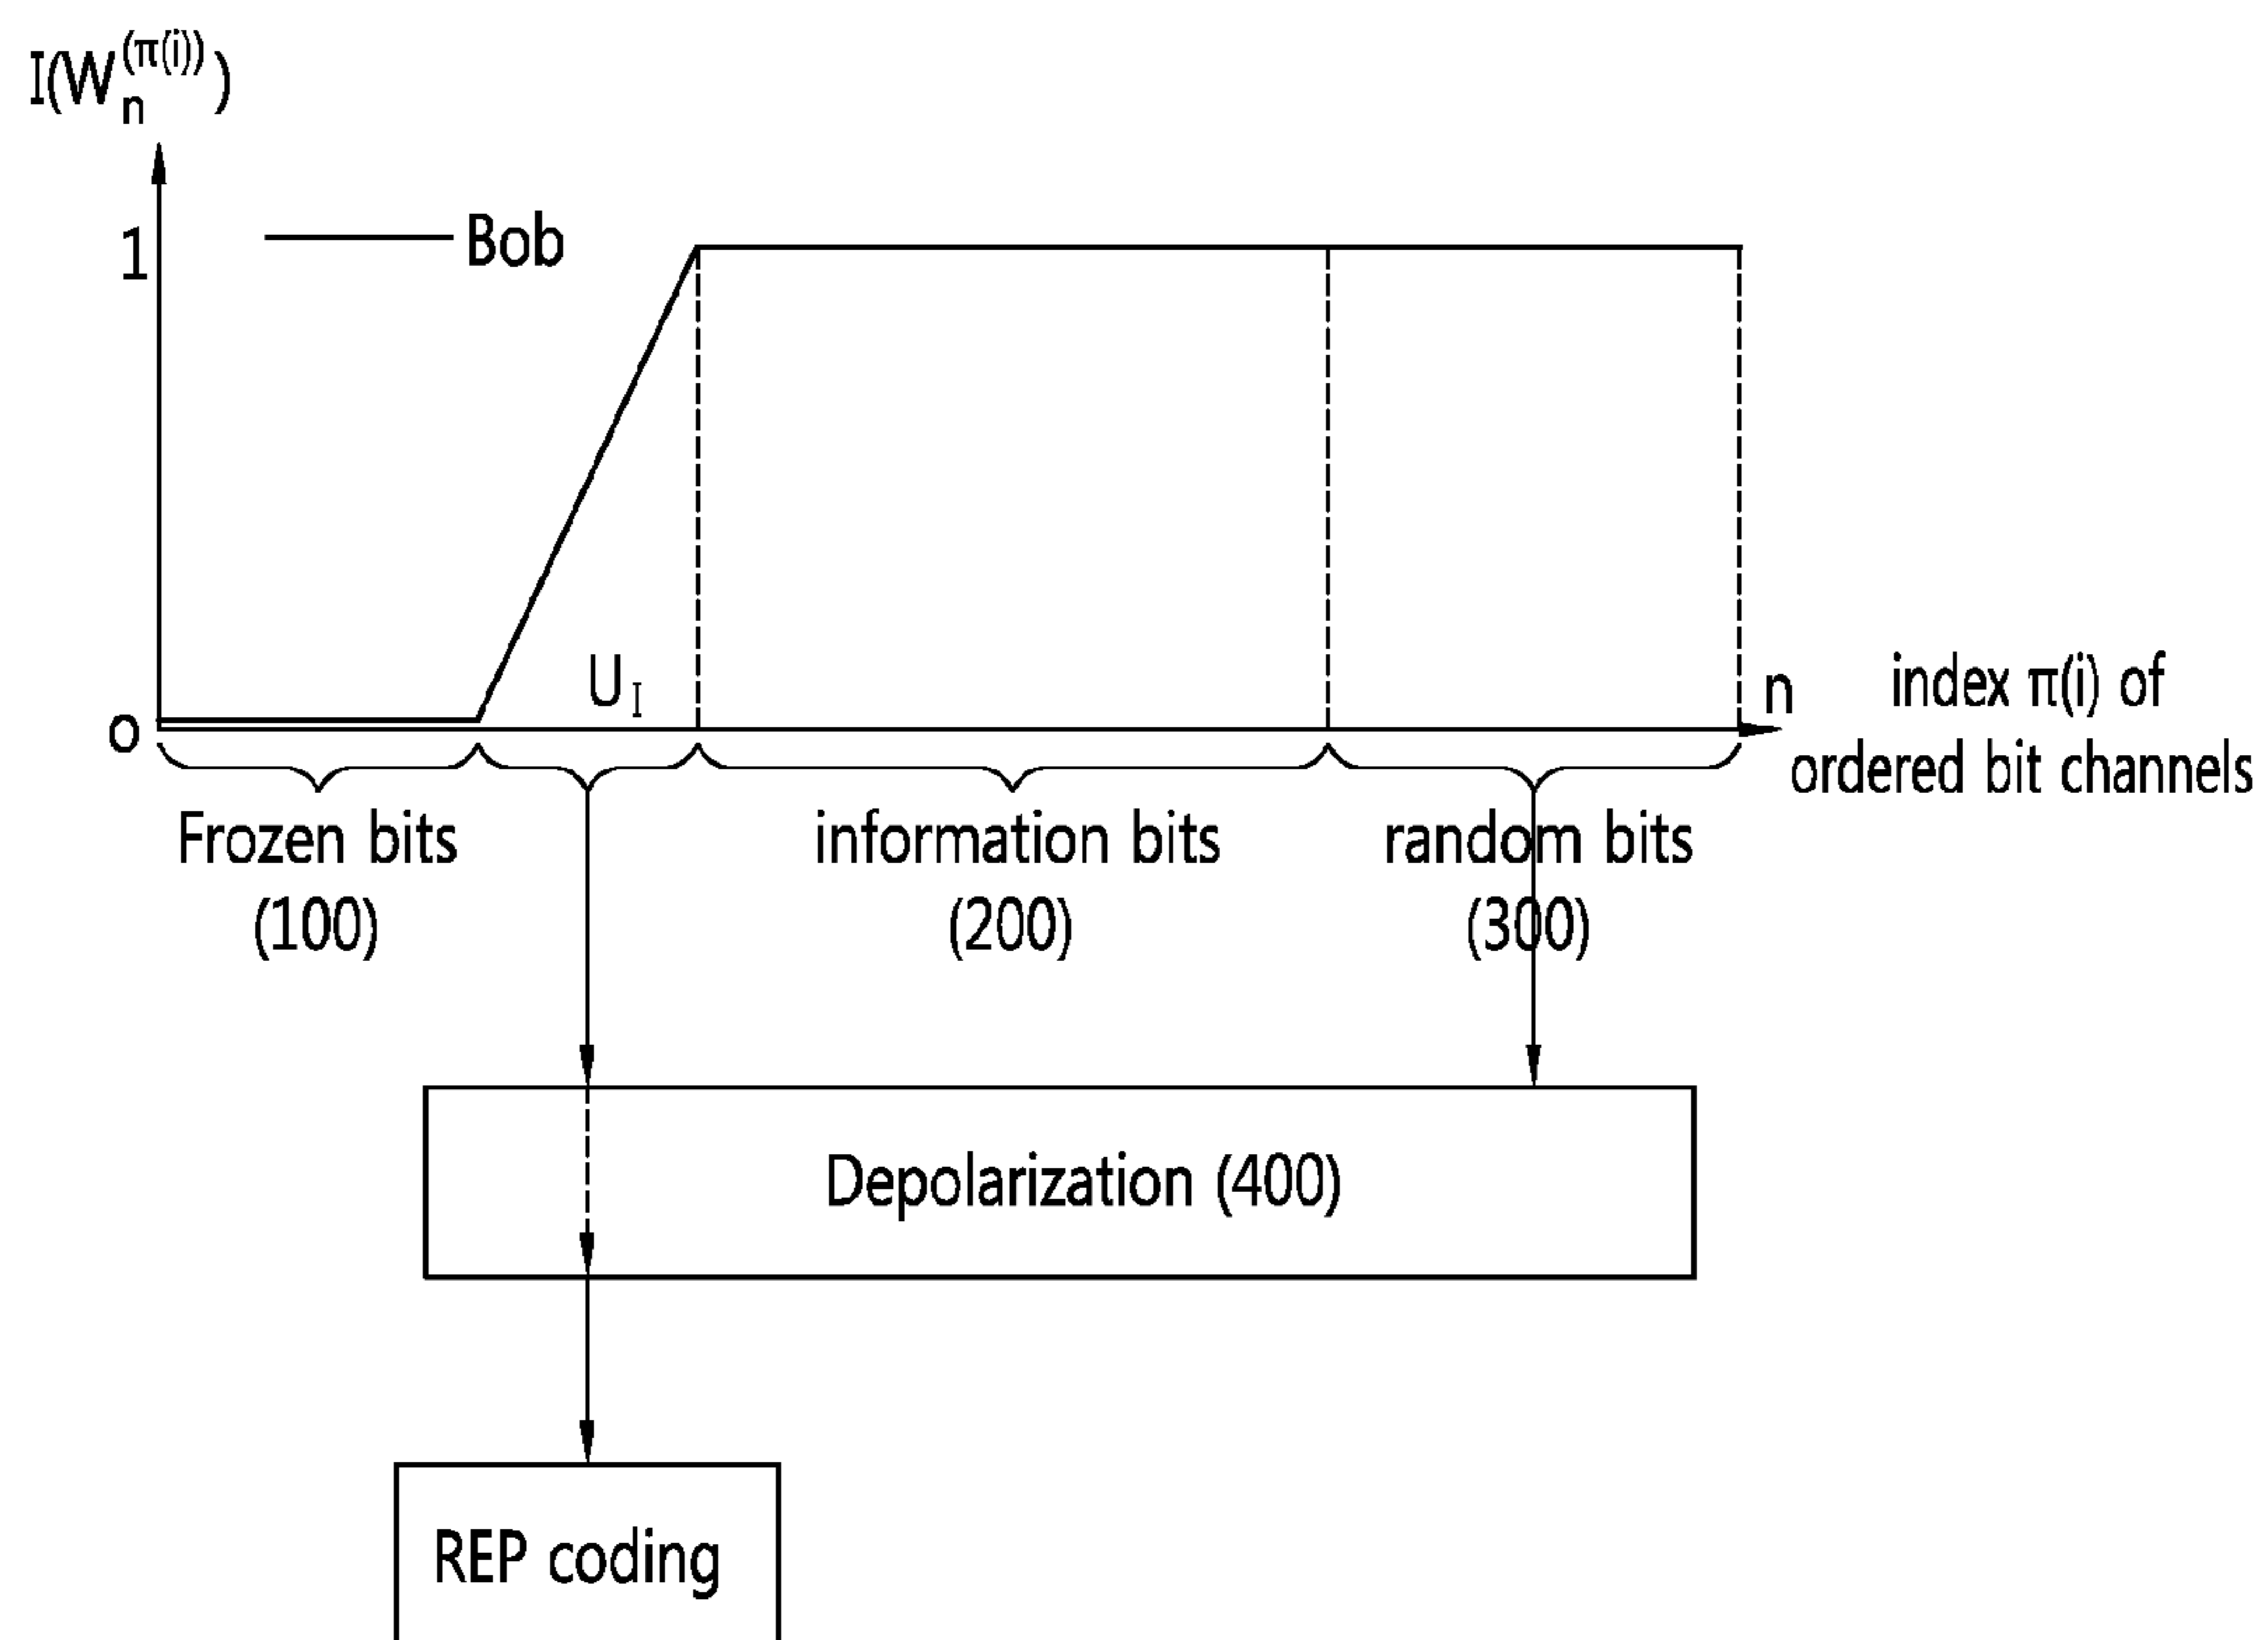 I(W_n^(π(i)))
1
Bob
U_I
0
n
index π(i) of
ordered bit channels
Frozen bits
(100)
information bits
(200)
random bits
(300)
Depolarization (400)
REP coding